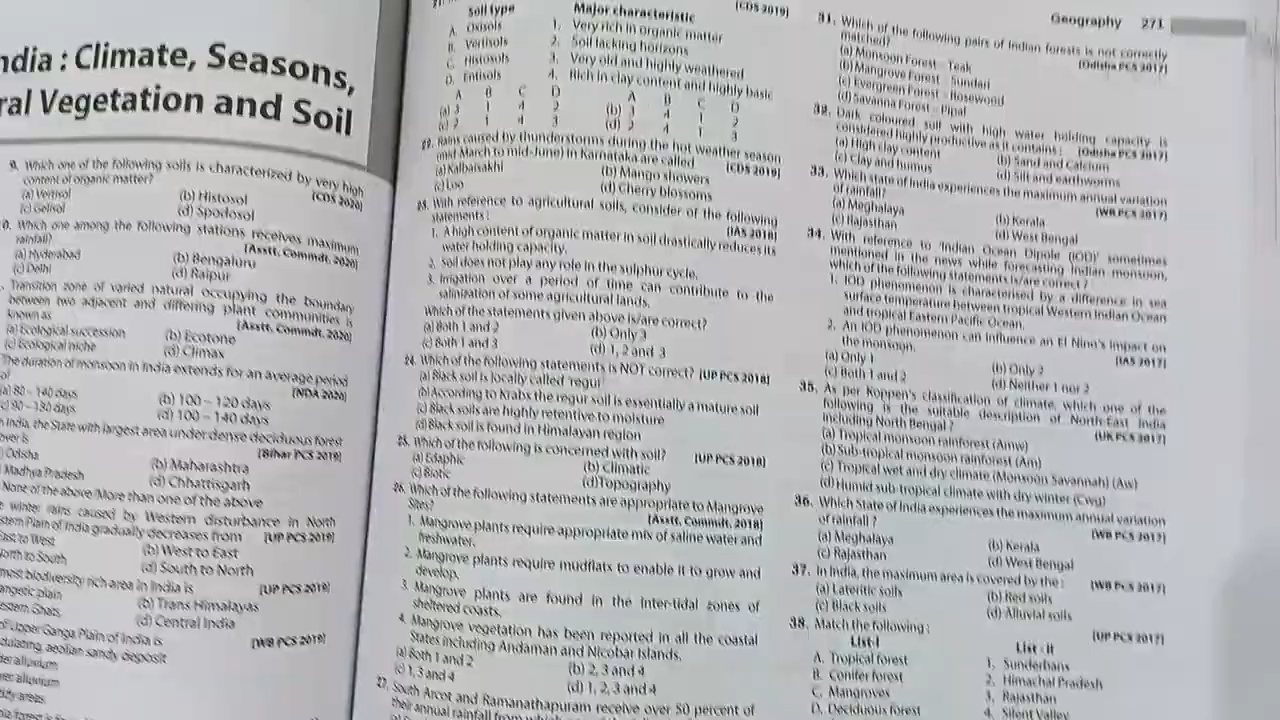 Geography 271
ndia : Climate, Seasons,
ral Vegetation and Soil
9. Which one of the following soils is characterized by very high
content of organic matter? [CDS 2020]
(a) Vertisol (b) Histosol
(c) Gelisol (d) Spodosol
0. Which one among the following stations receives maximum
rainfall? [Asstt. Commdt. 2020]
(a) Hyderabad (b) Bengaluru
(c) Delhi (d) Raipur
. Transition zone of varied natural occupying the boundary
between two adjacent and differing plant communities is
known as [Asstt. Commdt. 2020]
(a) Ecological succession (b) Ecotone
(c) Ecological niche (d) Climax
The duration of monsoon in India extends for an average period
of [NDA 2020]
(a) 80 – 140 days (b) 100 – 120 days
(d) 100 – 140 days
n India, the State with largest area under dense deciduous forest
over is [Bihar PCS 2019]
Odisha (b) Maharashtra
Madhya Pradesh (d) Chhattisgarh
None of the above/More than one of the above
e winter rains caused by Western disturbance in North
stern Plain of India gradually decreases from [UP PCS 2019]
East to West (b) West to East
North to South (d) South to North
most biodiversity rich area in India is [UP PCS 2019]
angetic plain (b) Trans Himalayas
estern Ghats (d) Central India
of Upper Ganga Plain of India is [WB PCS 2019]
dulating, aeolian sandy deposit
er alluvium
er alluvium
dy areas
[CDS 2019]
Soil type Major characteristic
A. Oxisols 1. Very rich in organic matter
B. Vertisols 2. Soil lacking horizons
C. Histosols 3. Very old and highly weathered
D. Entisols 4. Rich in clay content and highly basic
A B C D A B C D
(a) 3 1 4 2 (b) 3 4 1 2
(c) 2 1 4 3 (d) 2 4 1 3
22. Rains caused by thunderstorms during the hot weather season
(mid March to mid-June) in Karnataka are called [CDS 2019]
(a) Kalbaisakhi (b) Mango showers
(c) Loo (d) Cherry blossoms
23. With reference to agricultural soils, consider of the following
statements : [IAS 2018]
1. A high content of organic matter in soil drastically reduces its
water holding capacity.
2. Soil does not play any role in the sulphur cycle.
3. Irrigation over a period of time can contribute to the
salinization of some agricultural lands.
Which of the statements given above is/are correct?
(a) Both 1 and 2 (b) Only 3
(c) Both 1 and 3 (d) 1, 2 and 3
24. Which of the following statements is NOT correct? [UP PCS 2018]
(a) Black soil is locally called 'regur'
(b) According to Krabs the regur soil is essentially a mature soil
(c) Black soils are highly retentive to moisture
(d) Black soil is found in Himalayan region
25. Which of the following is concerned with soil? [UP PCS 2018]
(a) Edaphic (b) Climatic
(c) Biotic (d) Topography
26. Which of the following statements are appropriate to Mangrove
Sites? [Asstt. Commdt. 2018]
1. Mangrove plants require appropriate mix of saline water and
freshwater.
2. Mangrove plants require mudflatx to enable it to grow and
develop.
3. Mangrove plants are found in the inter-tidal zones of
sheltered coasts.
4. Mangrove vegetation has been reported in all the coastal
States including Andaman and Nicobar Islands.
(a) Both 1 and 2 (b) 2, 3 and 4
(c) 1, 3 and 4 (d) 1, 2, 3 and 4
27. South Arcot and Ramanathapuram receive over 50 percent of
their annual rainfall from which
31. Which of the following pairs of Indian forests is not correctly
matched? [Odisha PCS 2017]
(a) Monsoon Forest – Teak
(b) Mangrove Forest – Sundari
(c) Evergreen Forest – Rosewood
(d) Savanna Forest – Pipal
32. Dark coloured soil with high water holding capacity is
considered highly productive as it contains : [Odisha PCS 2017]
(a) High clay content (b) Sand and calcium
(c) Clay and humus (d) Silt and earthworms
33. Which state of India experiences the maximum annual variation
of rainfall? [WB PCS 2017]
(a) Meghalaya (b) Kerala
(c) Rajasthan (d) West Bengal
34. With reference to 'Indian Ocean Dipole (IOD)' sometimes
mentioned in the news while forecasting Indian monsoon,
which of the following statements is/are correct ?
1. IOD phenomenon is characterised by a difference in sea
surface temperature between tropical Western Indian Ocean
and tropical Eastern Pacific Ocean.
2. An IOD phenomenon can influence an El Nino's impact on
the monsoon. [IAS 2017]
(a) Only 1 (b) Only 2
(c) Both 1 and 2 (d) Neither 1 nor 2
35. As per Koppen's classification of climate, which one of the
following is the suitable description of North-East India
including North Bengal ? [UK PCS 2017]
(a) Tropical monsoon rainforest (Amw)
(b) Sub-tropical monsoon rainforest (Am)
(c) Tropical wet and dry climate (Monsoon Savannah) (Aw)
(d) Humid sub tropical climate with dry winter (Cwg)
36. Which State of India experiences the maximum annual variation
of rainfall ? [WB PCS 2017]
(a) Meghalaya (b) Kerala
(c) Rajasthan (d) West Bengal
37. In India, the maximum area is covered by the : [WB PCS 2017]
(a) Lateritic soils (b) Red soils
(c) Black soils (d) Alluvial soils
38. Match the following : [UP PCS 2017]
List-I List - II
A. Tropical forest 1. Sunderbans
B. Conifer forest 2. Himachal Pradesh
C. Mangroves 3. Rajasthan
D. Deciduous forest 4. Silent Valley